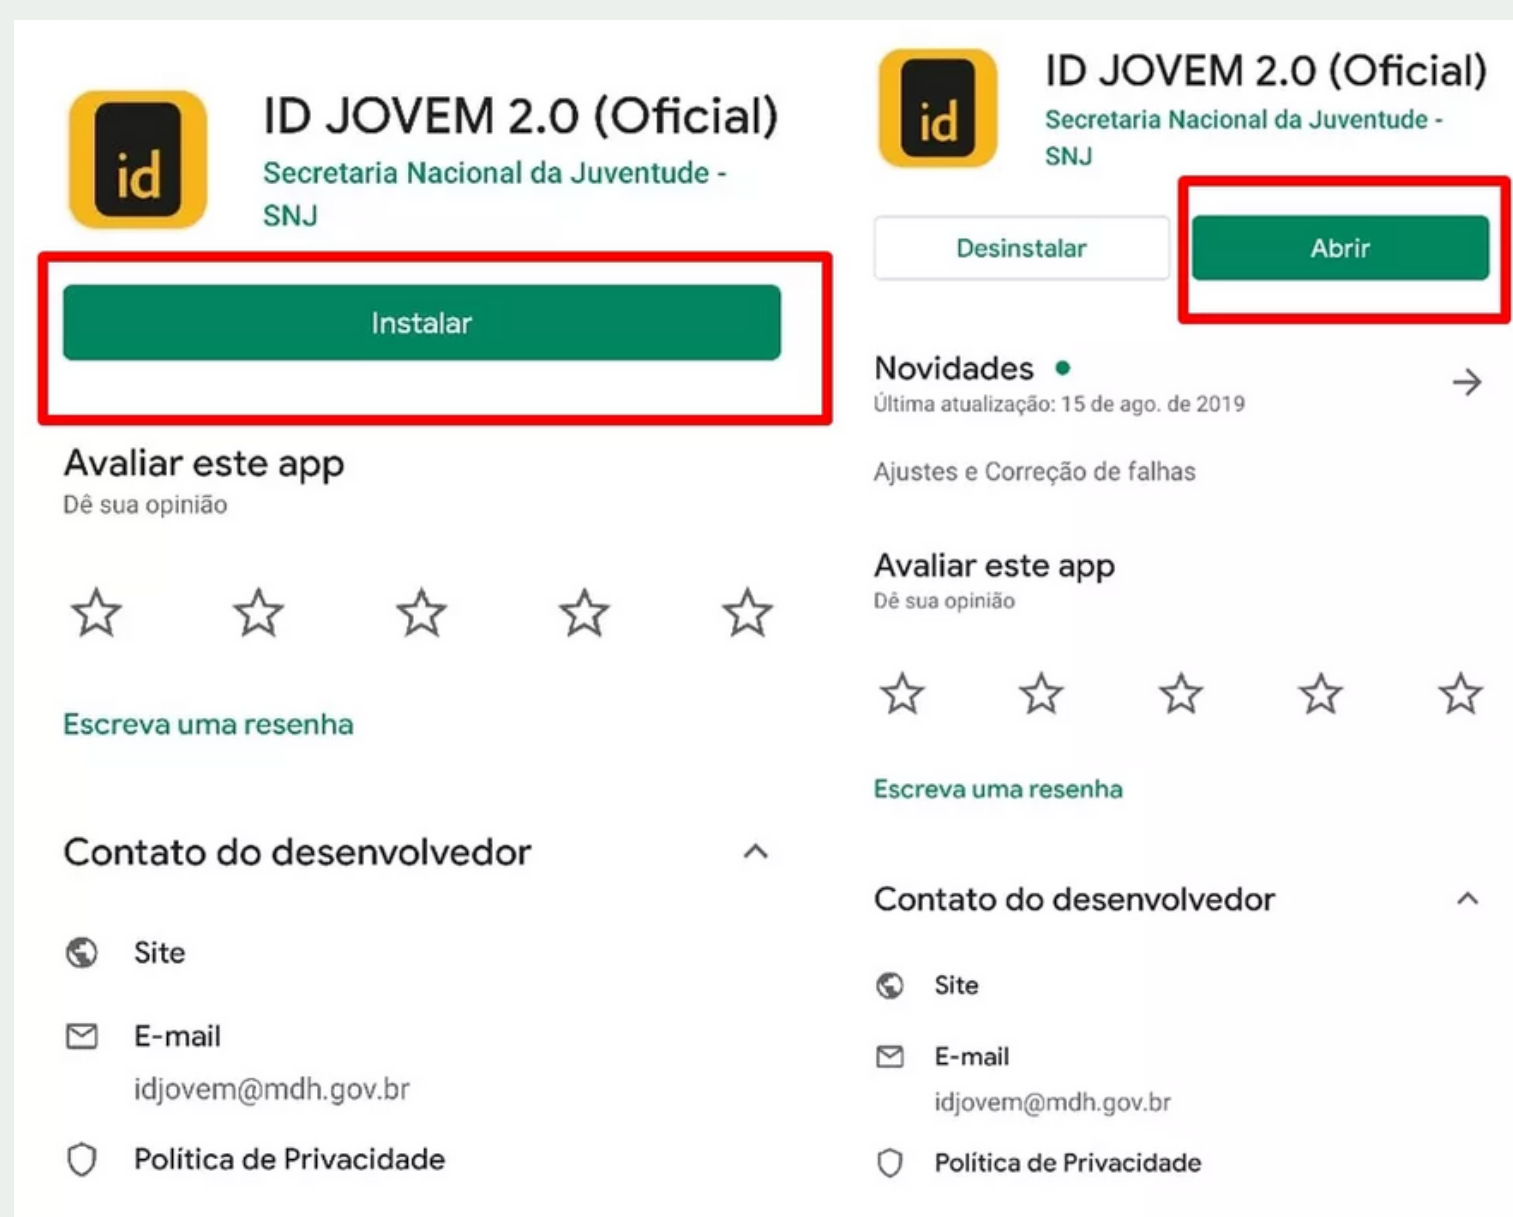 id
ID JOVEM 2.0 (Oficial)
Secretaria Nacional da Juventude -
SNJ
Instalar
Avaliar este app
Dê sua opinião
Escreva uma resenha
Contato do desenvolvedor
Site
E-mail
idjovem@mdh.gov.br
Política de Privacidade
id
ID JOVEM 2.0 (Oficial)
Secretaria Nacional da Juventude -
SNJ
Desinstalar
Abrir
Novidades
Última atualização: 15 de ago. de 2019
Ajustes e Correção de falhas
Avaliar este app
Dê sua opinião
Escreva uma resenha
Contato do desenvolvedor
Site
E-mail
idjovem@mdh.gov.br
Política de Privacidade